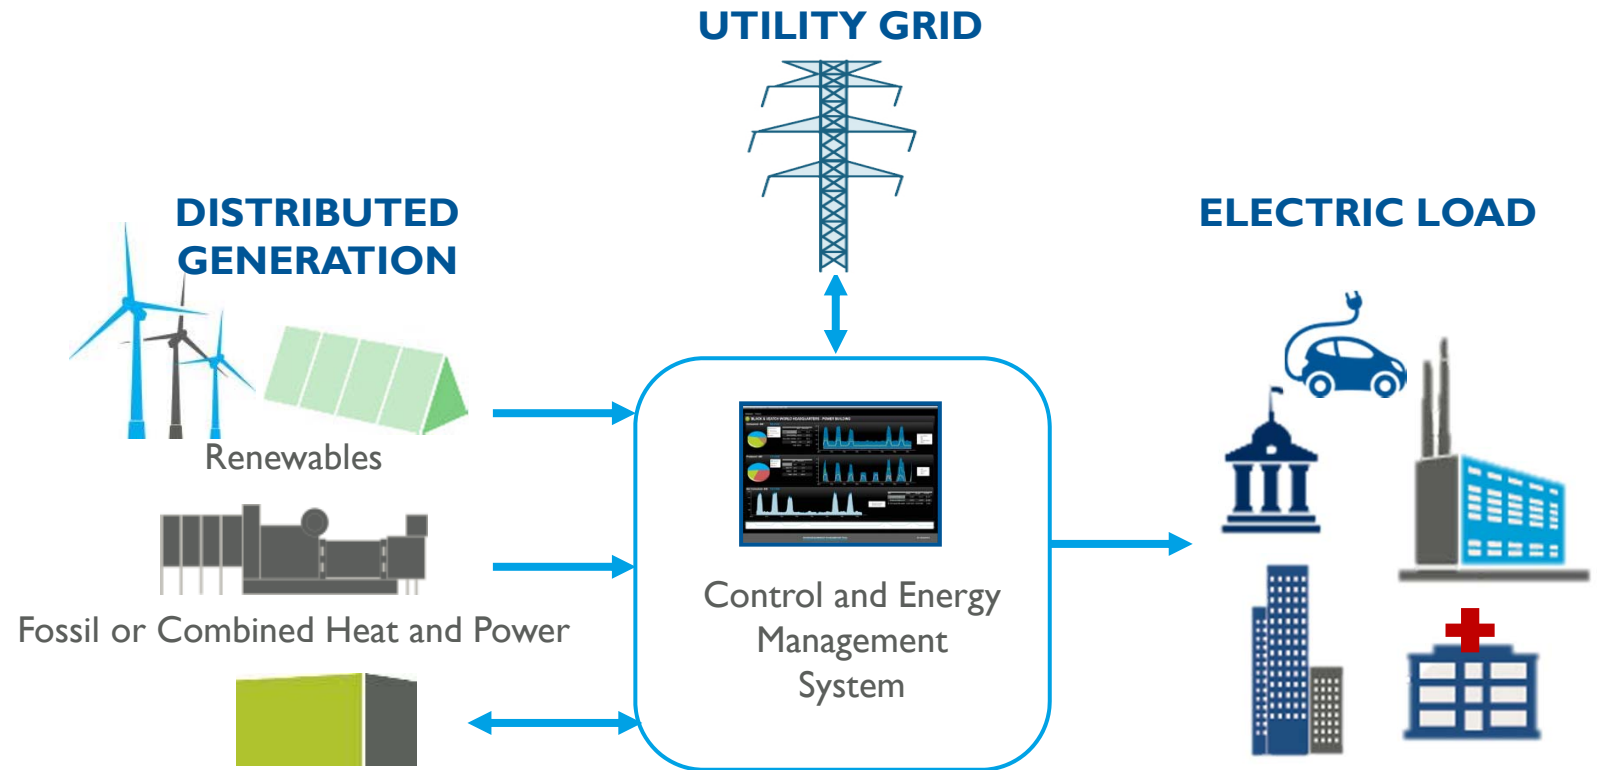 UTILITY GRID
DISTRIBUTED
GENERATION
ELECTRIC LOAD
Renewables
Fossil or Combined Heat and Power
Control and Energy
Management
System